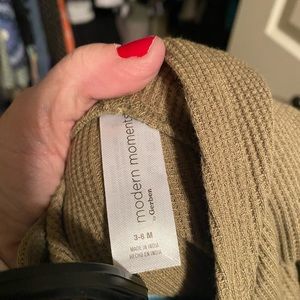 modern moments
by Gerber.
3-6 M
MADE IN INDIA
HECHO EN INDIA